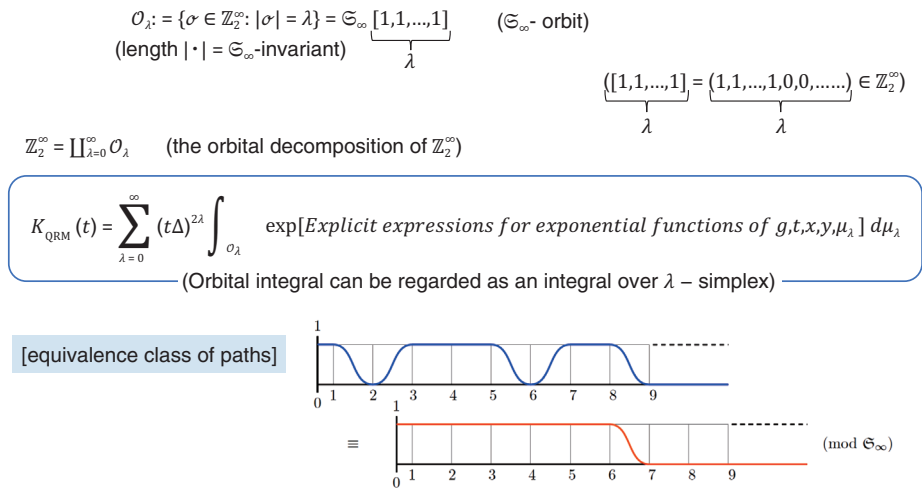 𝒪_λ: = {σ ∈ ℤ₂^∞: |σ| = λ} = 𝔖_∞ [1,1,...,1] (𝔖_∞- orbit)
λ
(length |·| = 𝔖_∞-invariant)
([1,1,...,1] = (1,1,...1,0,0,......) ∈ ℤ₂^∞)
λ λ
ℤ₂^∞ = ∐_{λ=0}^∞ 𝒪_λ (the orbital decomposition of ℤ₂^∞)
K_QRM (t) = ∑_{λ = 0}^∞ (tΔ)^{2λ} ∫_{𝒪_λ} exp[Explicit expressions for exponential functions of g,t,x,y,μ_λ] dμ_λ
(Orbital integral can be regarded as an integral over λ – simplex)
[equivalence class of paths]
1
0 1 2 3 4 5 6 7 8 9
1
≡ (mod 𝔖_∞)
0 1 2 3 4 5 6 7 8 9